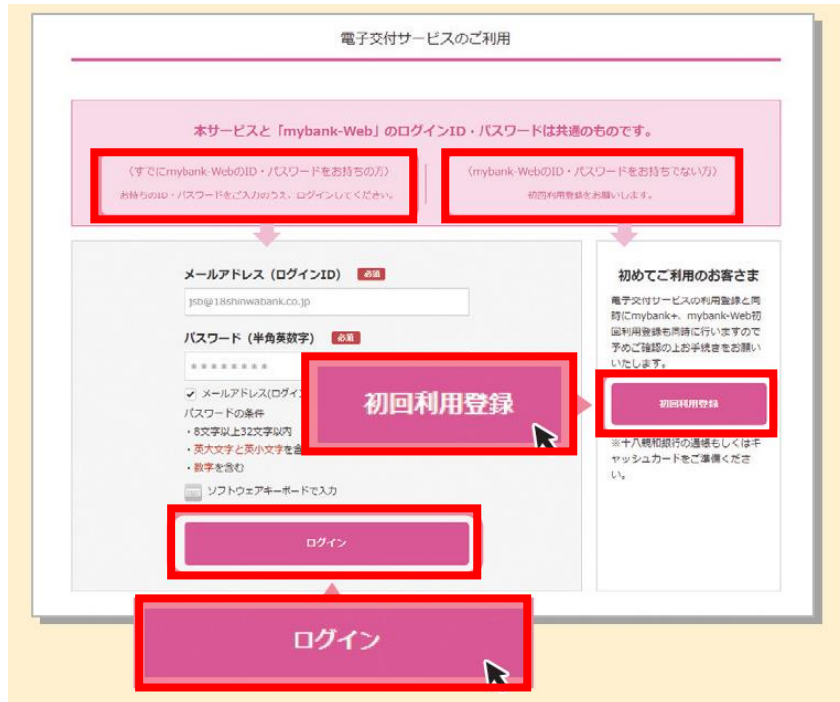 電子交付サービスのご利用
本サービスと「mybank-Web」のログインID・パスワードは共通のものです。
(すでにmybank-WebのID・パスワードをお持ちの方)
お持ちのID・パスワードをご入力のうえ、ログインしてください。
(mybank-WebのID・パスワードをお持ちでない方)
初回利用登録をお願いします。
メールアドレス(ログインID) 必須
jsb@18shinwabank.co.jp
パスワード(半角英数字) 必須
********
メールアドレス(ログイ
パスワードの条件
・8文字以上32文字以内
・英大文字と英小文字を含
・数字を含む
ソフトウェアキーボードで入力
ログイン
ログイン
初回利用登録
初めてご利用のお客さま
電子交付サービスの利用登録と同
時にmybank+、mybank-Web初
回利用登録も同時に行いますので
予めご確認の上お手続きをお願い
いたします。
初回利用登録
※十八親和銀行の通帳もしくはキ
ャッシュカードをご準備くださ
い。